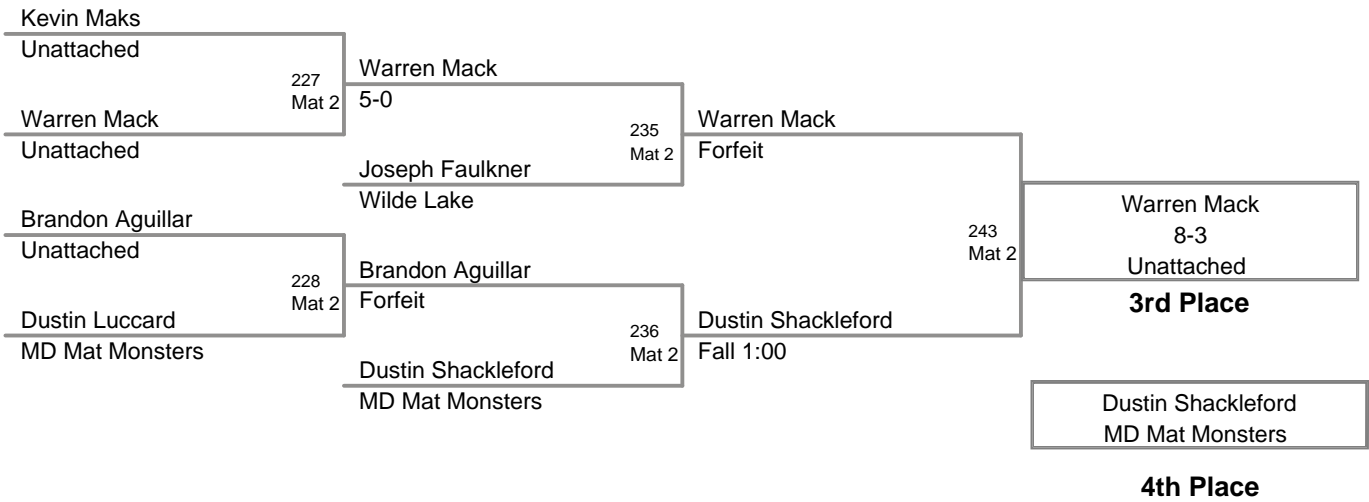 Kevin Maks
Unattached
227
Mat 2
Warren Mack
5-0
Warren Mack
Unattached
235
Mat 2
Warren Mack
Forfeit
Joseph Faulkner
Wilde Lake
Brandon Aguillar
Unattached
243
Mat 2
Warren Mack
8-3
Unattached
3rd Place
228
Mat 2
Brandon Aguillar
Forfeit
Dustin Luccard
MD Mat Monsters
236
Mat 2
Dustin Shackleford
Fall 1:00
Dustin Shackleford
MD Mat Monsters
Dustin Shackleford
MD Mat Monsters
4th Place